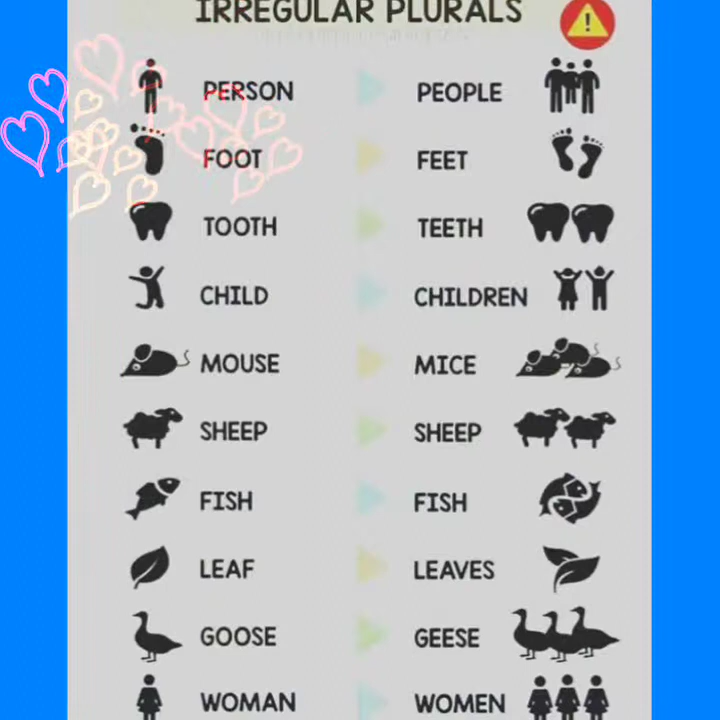 IRREGULAR PLURALS
PERSON PEOPLE
FOOT FEET
TOOTH TEETH
CHILD CHILDREN
MOUSE MICE
SHEEP SHEEP
FISH FISH
LEAF LEAVES
GOOSE GEESE
WOMAN WOMEN